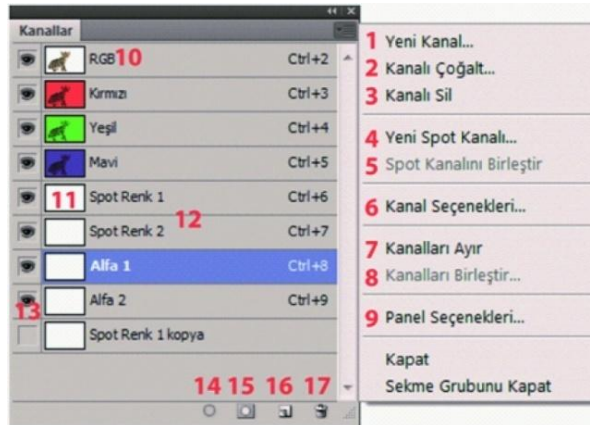 Kanallar
RGB 10 Ctrl+2
Kırmızı Ctrl+3
Yeşil Ctrl+4
Mavi Ctrl+5
11 Spot Renk 1 Ctrl+6
Spot Renk 2 12 Ctrl+7
Alfa 1 Ctrl+8
Alfa 2 Ctrl+9
13
Spot Renk 1 kopya
14 15 16 17
1 Yeni Kanal...
2 Kanalı Çoğalt...
3 Kanalı Sil
4 Yeni Spot Kanalı...
5 Spot Kanalını Birleştir
6 Kanal Seçenekleri...
7 Kanalları Ayır
8 Kanalları Birleştir...
9 Panel Seçenekleri...
Kapat
Sekme Grubunu Kapat